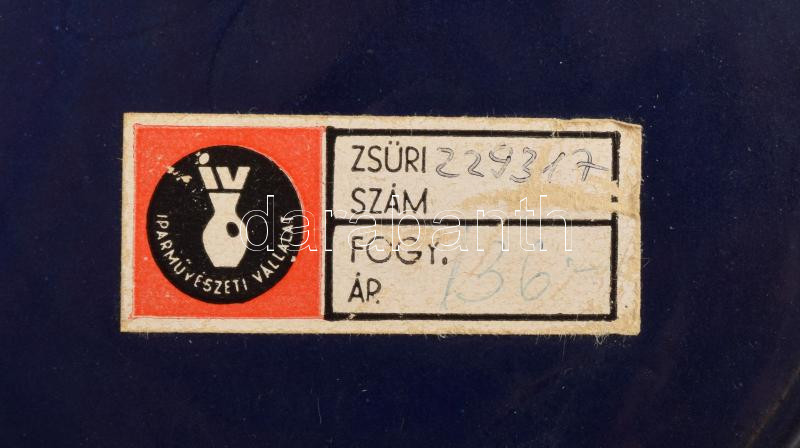 iv
IPARMŰVÉSZETI VÁLLALAT
ZSÜRI 229317
SZÁM
FOGY.
ÁR. 136.-
darabanth